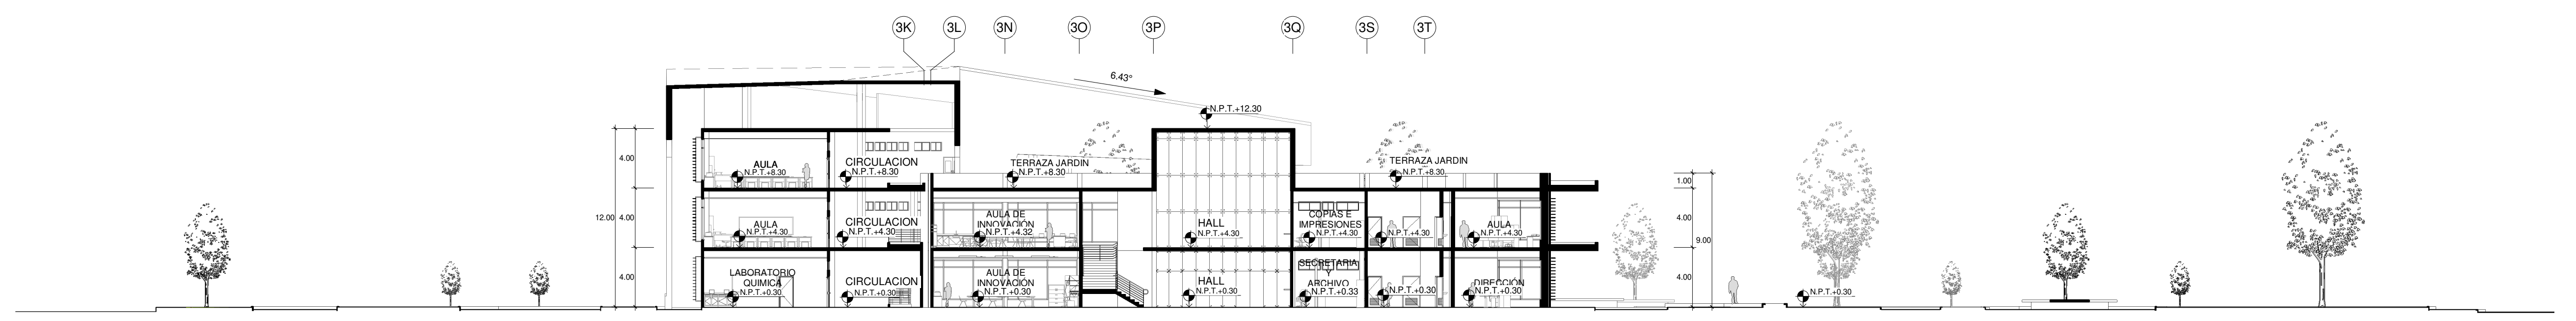 3K
3L
3N
3O
3P
3Q
3S
3T
6.43°
N.P.T.+12.30
4.00
AULA
N.P.T.+8.30
CIRCULACION
N.P.T.+8.30
TERRAZA JARDIN
N.P.T.+8.30
TERRAZA JARDIN
N.P.T.+8.30
1.00
12.00
4.00
AULA
N.P.T.+4.30
CIRCULACION
N.P.T.+4.30
AULA DE
INNOVACIÓN
N.P.T.+4.32
HALL
N.P.T.+4.30
COPIAS E
IMPRESIONES
N.P.T.+4.30
N.P.T.+4.30
AULA
N.P.T.+4.30
4.00
9.00
4.00
LABORATORIO
QUIMICA
N.P.T.+0.30
CIRCULACION
N.P.T.+0.30
AULA DE
INNOVACIÓN
N.P.T.+0.30
HALL
N.P.T.+0.30
SECRETARIA
Y
ARCHIVO
N.P.T.+0.33
N.P.T.+0.30
DIRECCIÓN
N.P.T.+0.30
4.00
N.P.T.+0.30